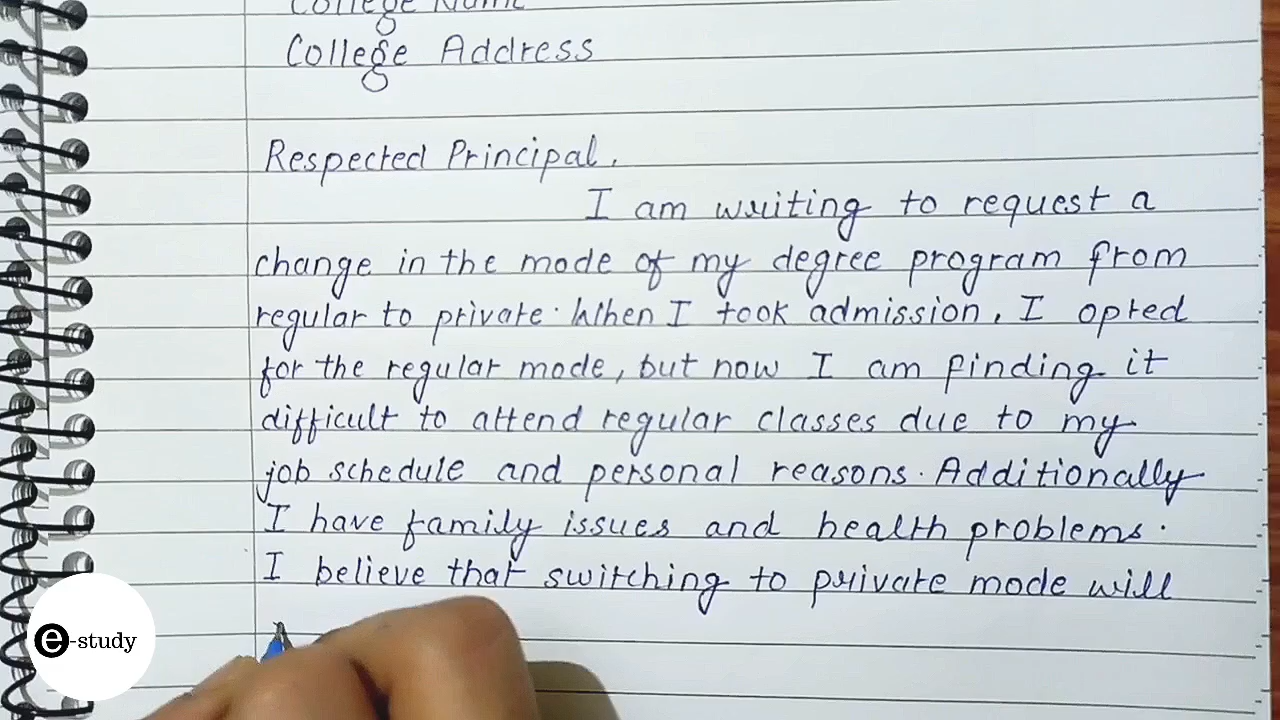 College Name
College Address
Respected Principal,
I am writing to request a
change in the mode of my degree program from
regular to private. When I took admission, I opted
for the regular mode, but now I am finding it
difficult to attend regular classes due to my
job schedule and personal reasons. Additionally
I have family issues and health problems.
I believe that switching to private mode will
e-study